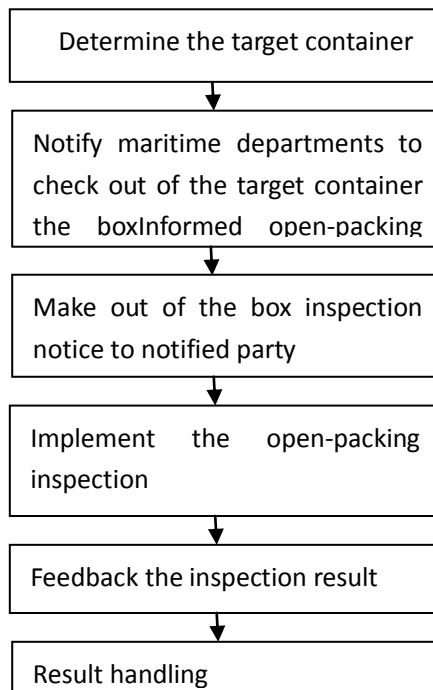 Determine the target container
Notify maritime departments to
check out of the target container
the boxInformed open-packing
Make out of the box inspection
notice to notified party
Implement the open-packing
inspection
Feedback the inspection result
Result handling